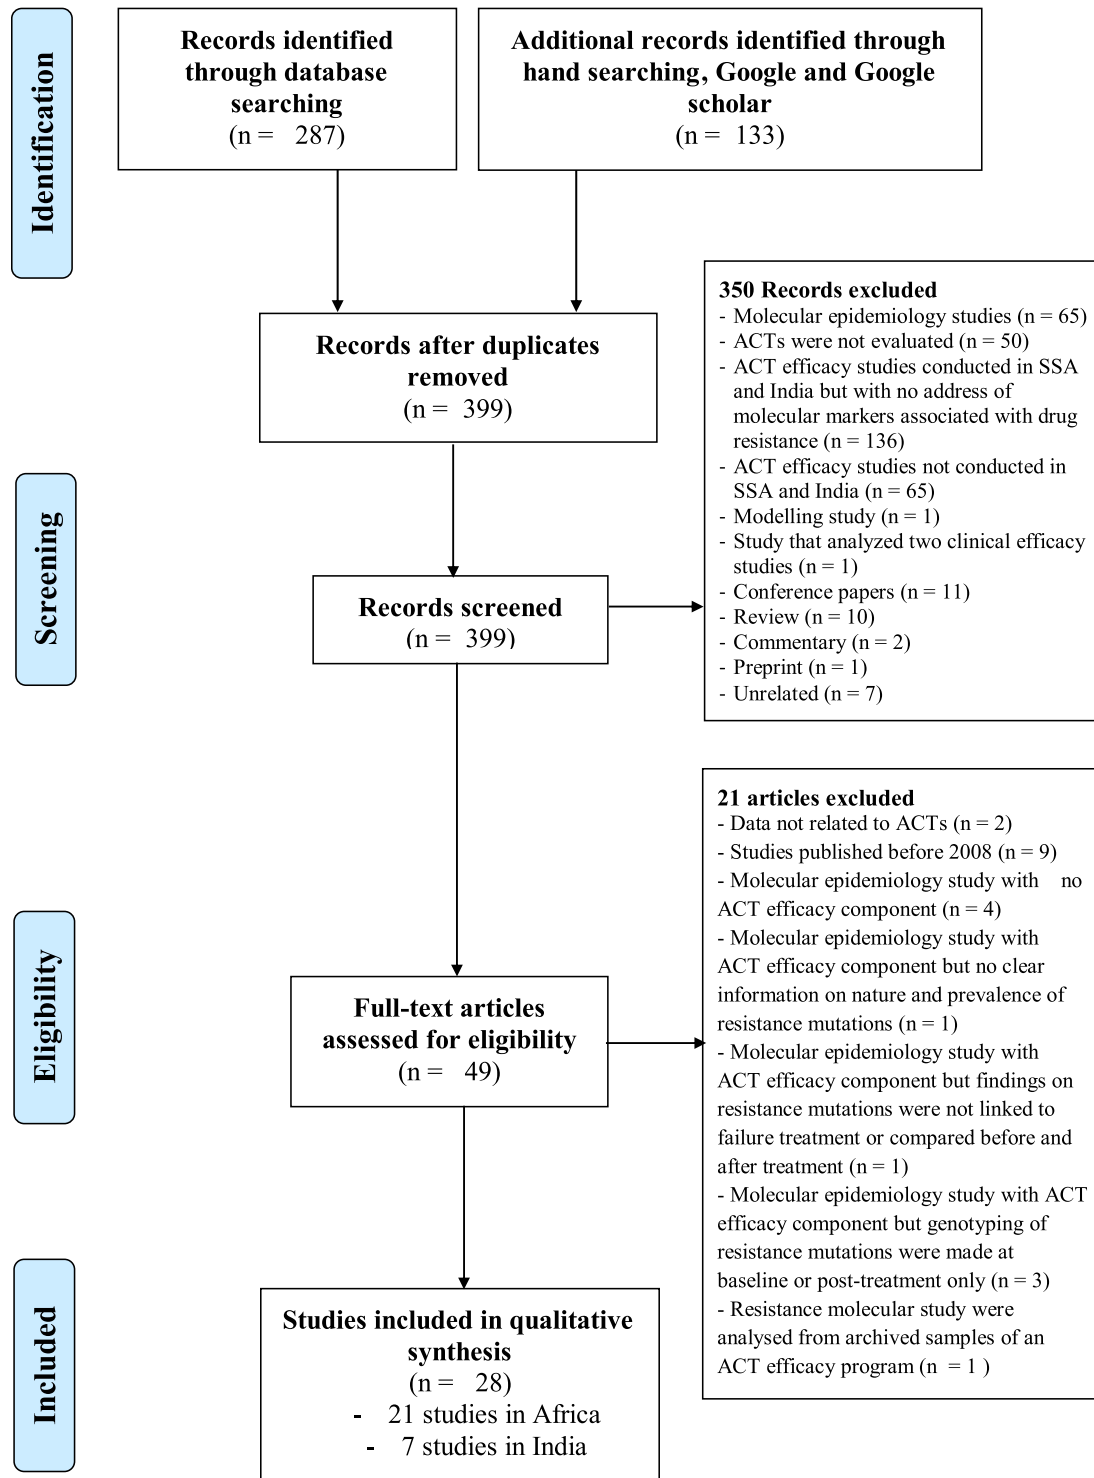 Identification
Records identified
through database
searching
(n = 287)
Additional records identified through
hand searching, Google and Google
scholar
(n = 133)
Records after duplicates
removed
(n = 399)
350 Records excluded
- Molecular epidemiology studies (n = 65)
- ACTs were not evaluated (n = 50)
- ACT efficacy studies conducted in SSA
and India but with no address of
molecular markers associated with drug
resistance (n = 136)
- ACT efficacy studies not conducted in
SSA and India (n = 65)
- Modelling study (n = 1)
- Study that analyzed two clinical efficacy
studies (n = 1)
- Conference papers (n = 11)
- Review (n = 10)
- Commentary (n = 2)
- Preprint (n = 1)
- Unrelated (n = 7)
Screening
Records screened
(n = 399)
21 articles excluded
- Data not related to ACTs (n = 2)
- Studies published before 2008 (n = 9)
- Molecular epidemiology study with no
ACT efficacy component (n = 4)
- Molecular epidemiology study with
ACT efficacy component but no clear
information on nature and prevalence of
resistance mutations (n = 1)
- Molecular epidemiology study with
ACT efficacy component but findings on
resistance mutations were not linked to
failure treatment or compared before and
after treatment (n = 1)
- Molecular epidemiology study with ACT
efficacy component but genotyping of
resistance mutations were made at
baseline or post-treatment only (n = 3)
- Resistance molecular study were
analysed from archived samples of an
ACT efficacy program (n = 1 )
Eligibility
Full-text articles
assessed for eligibility
(n = 49)
Included
Studies included in qualitative
synthesis
(n = 28)
- 21 studies in Africa
- 7 studies in India